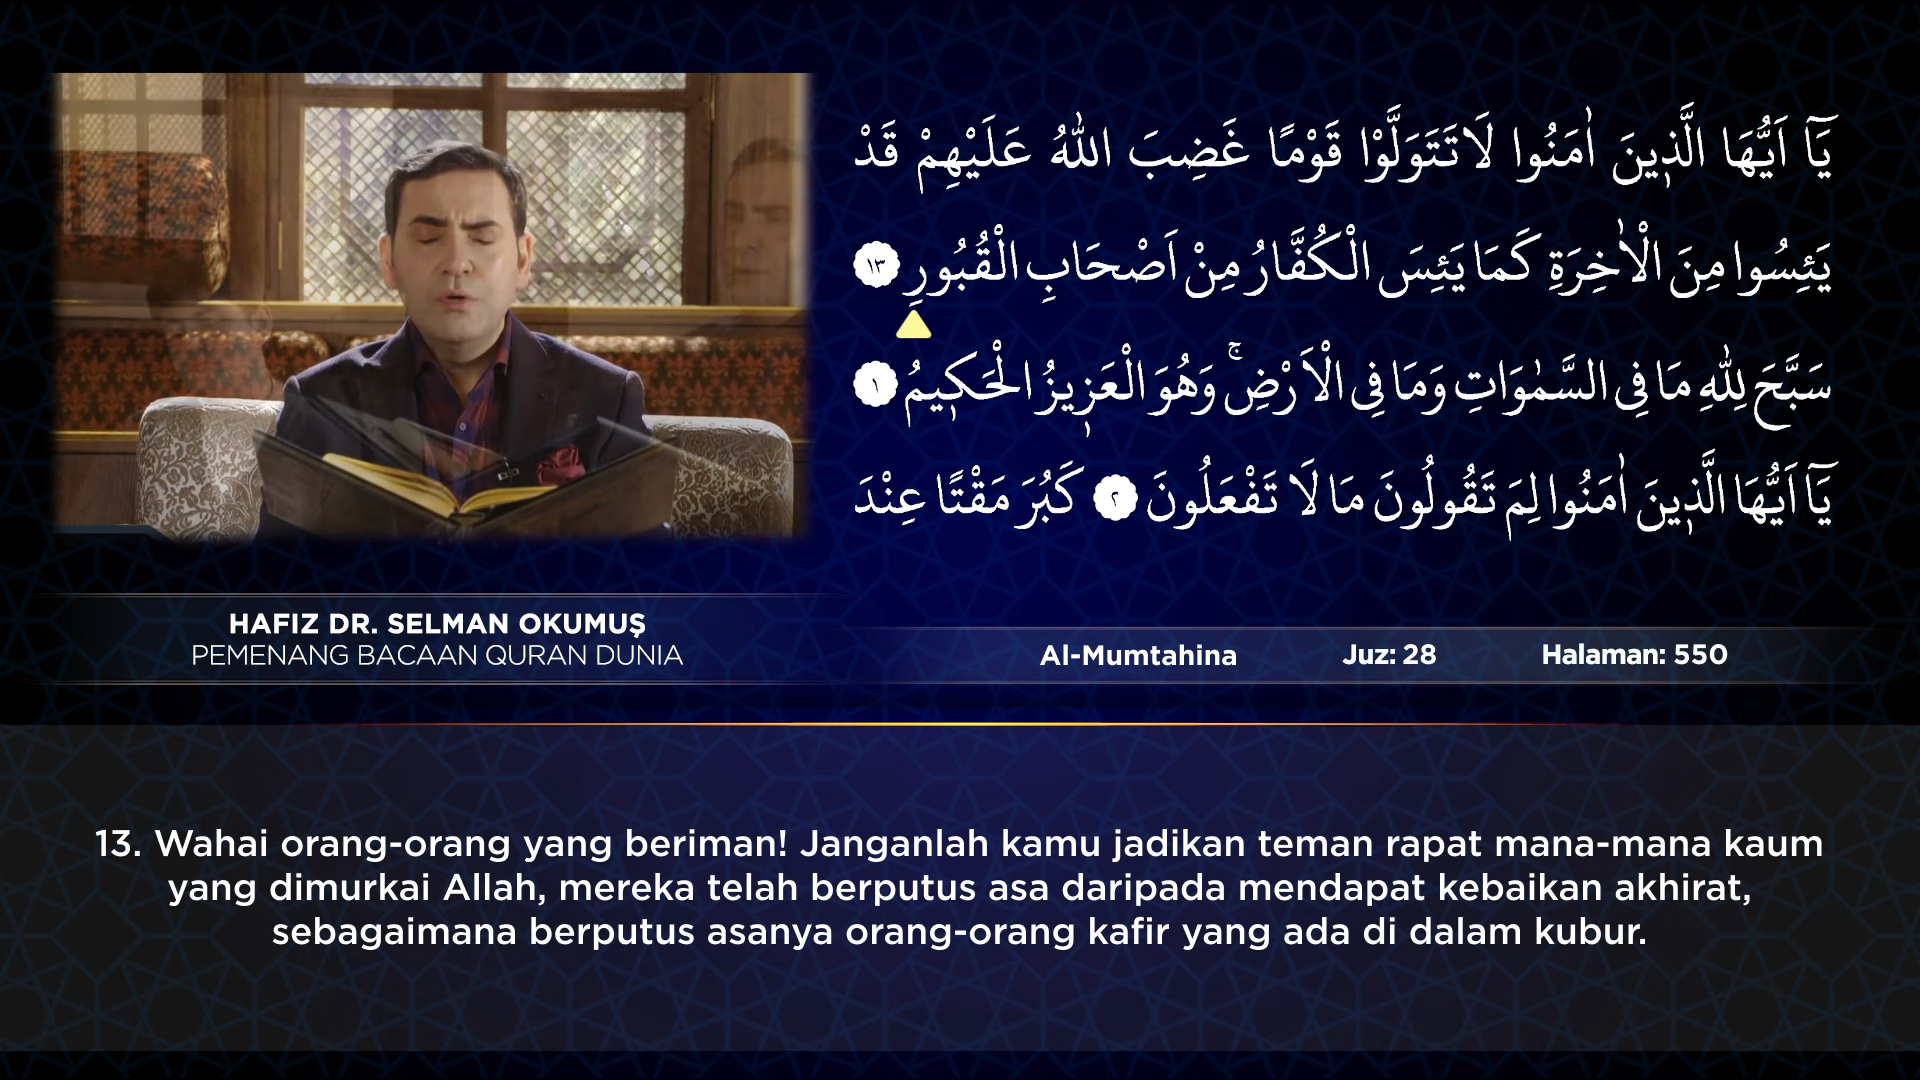 يَٓا اَيُّهَا الَّذ۪ينَ اٰمَنُوا لَا تَتَوَلَّوْا قَوْمًا غَضِبَ اللّٰهُ عَلَيْهِمْ قَدْ
يَئِسُوا مِنَ الْاٰخِرَةِ كَمَا يَئِسَ الْكُفَّارُ مِنْ اَصْحَابِ الْقُبُورِ ١٣
سَبَّحَ لِلّٰهِ مَا فِى السَّمٰوَاتِ وَمَا فِى الْاَرْضِۚ وَهُوَ الْعَز۪يزُ الْحَك۪يمُ ١
يَٓا اَيُّهَا الَّذ۪ينَ اٰمَنُوا لِمَ تَقُولُونَ مَا لَا تَفْعَلُونَ ٢ كَبُرَ مَقْتًا عِنْدَ
HAFIZ DR. SELMAN OKUMUŞ
PEMENANG BACAAN QURAN DUNIA
Al-Mumtahina Juz: 28 Halaman: 550
13. Wahai orang-orang yang beriman! Janganlah kamu jadikan teman rapat mana-mana kaum
yang dimurkai Allah, mereka telah berputus asa daripada mendapat kebaikan akhirat,
sebagaimana berputus asanya orang-orang kafir yang ada di dalam kubur.